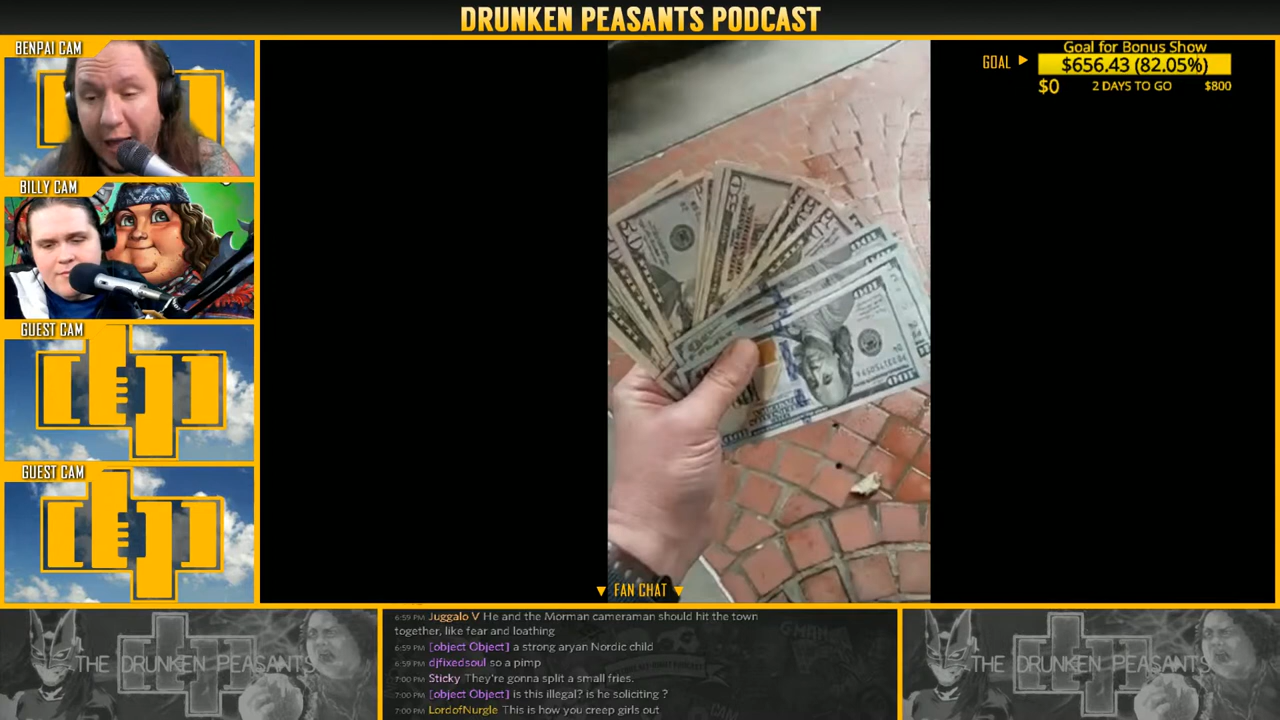 DRUNKEN PEASANTS PODCAST
BENPAI CAM
BILLY CAM
GUEST CAM
GUEST CAM
GOAL
Goal for Bonus Show
$656.43 (82.05%)
$0
2 DAYS TO GO
$800
50
50
100
100
FAN CHAT
6:59 PM Juggalo V He and the Morman cameraman should hit the town
together, like fear and loathing
6:59 PM [object Object] a strong aryan Nordic child
6:59 PM djfixedsoul so a pimp
7:00 PM Sticky They're gonna split a small fries.
7:00 PM [object Object] is this illegal? is he soliciting ?
7:00 PM LordofNurgle This is how you creep girls out.
THE DRUNKEN PEASANTS
THE DRUNKEN PEASANTS